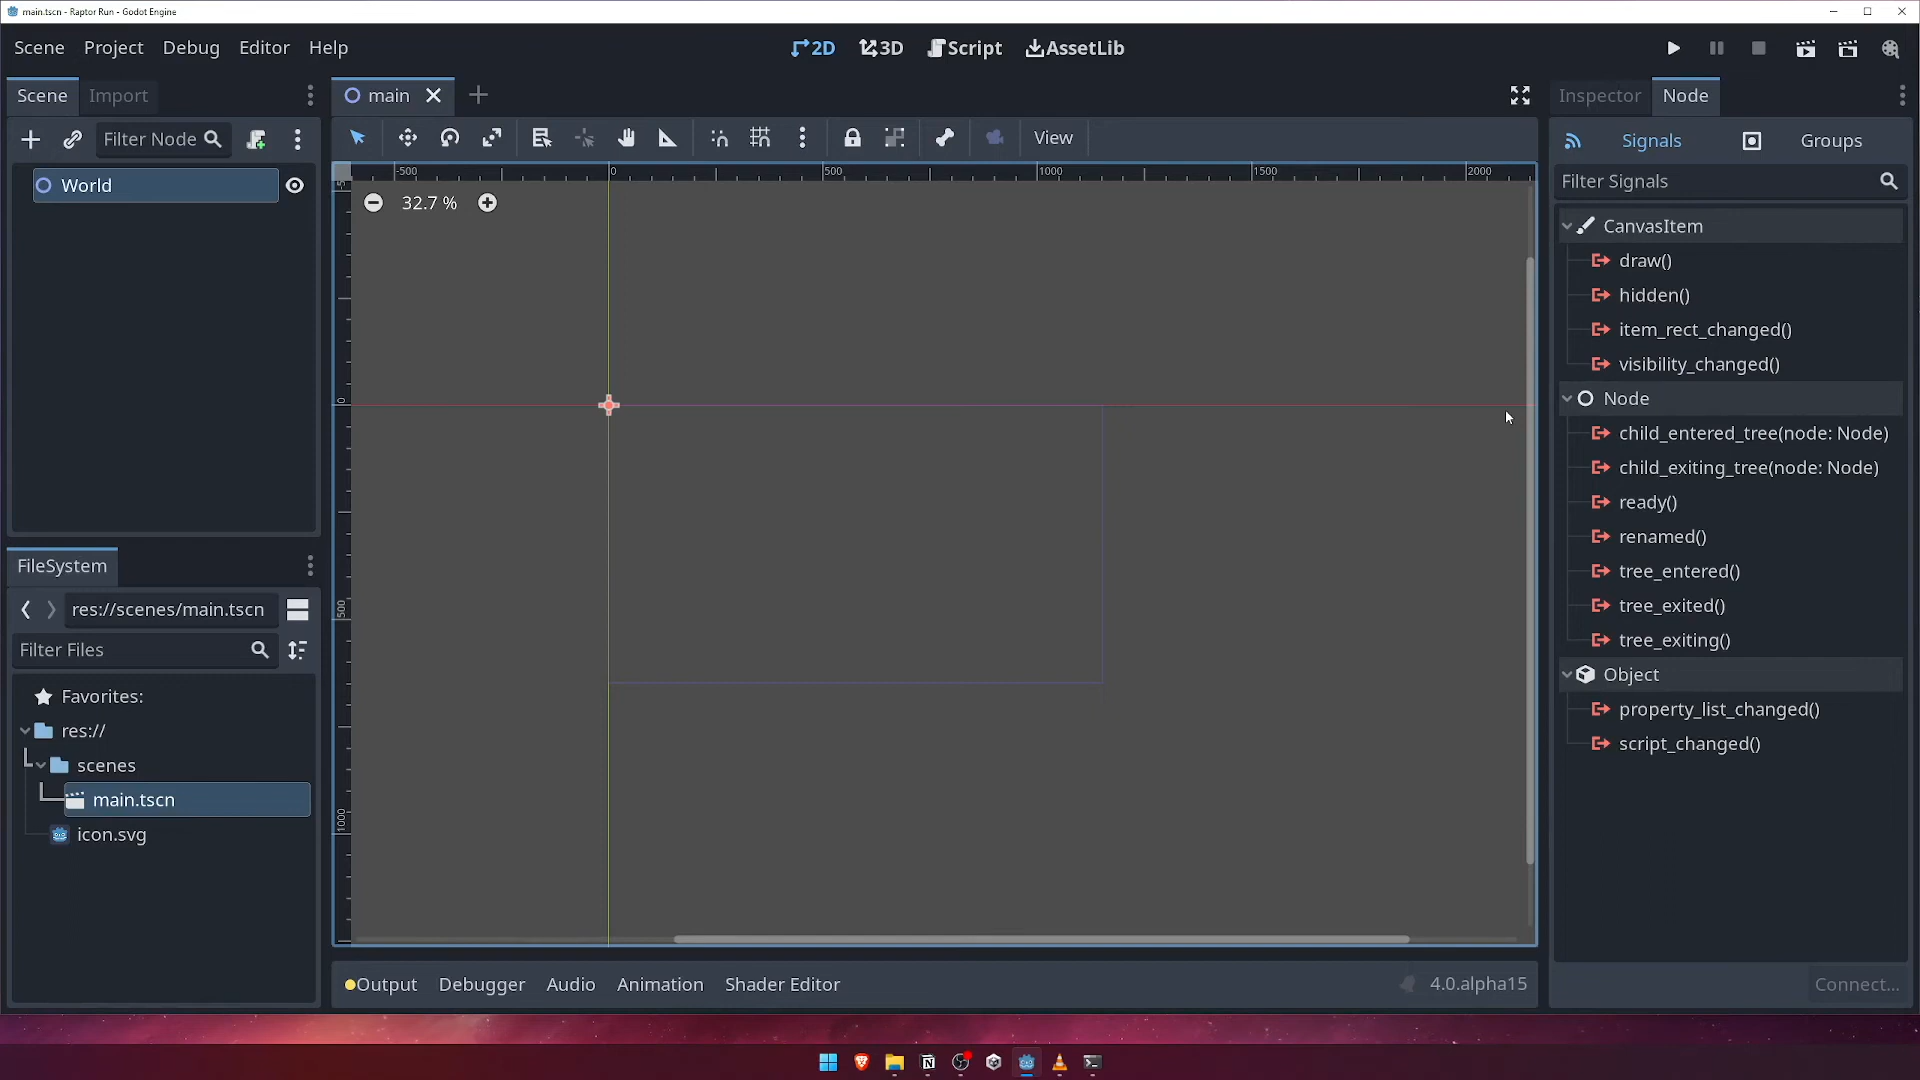 main.tscn - Raptor Run - Godot Engine
Scene Project Debug Editor Help
2D 3D Script AssetLib
Scene Import
main
Inspector Node
Filter Node
View
Signals Groups
Filter Signals
World
-500 0 500 1000 1500 2000
32.7 %
0
500
1000
CanvasItem
draw()
hidden()
item_rect_changed()
visibility_changed()
Node
child_entered_tree(node: Node)
child_exiting_tree(node: Node)
ready()
renamed()
tree_entered()
tree_exited()
tree_exiting()
Object
property_list_changed()
script_changed()
FileSystem
res://scenes/main.tscn
Filter Files
Favorites:
res://
scenes
main.tscn
icon.svg
Output Debugger Audio Animation Shader Editor
4.0.alpha15
Connect...